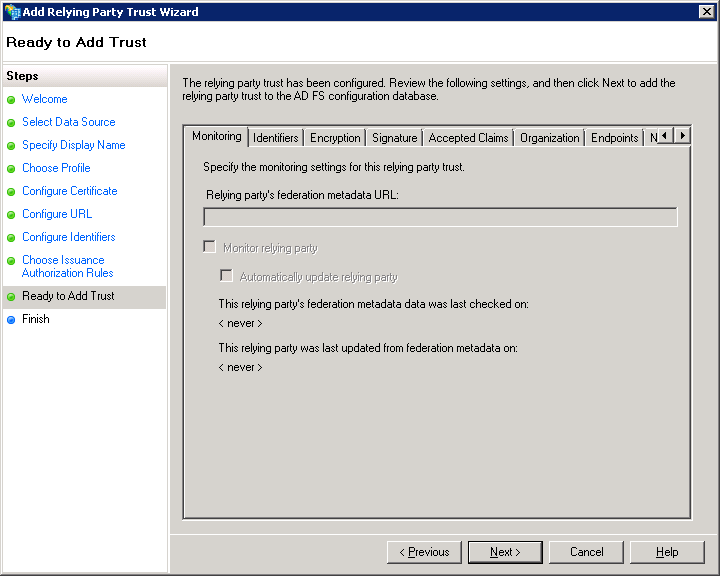 Add Relying Party Trust Wizard
Ready to Add Trust
Steps
Welcome
Select Data Source
Specify Display Name
Choose Profile
Configure Certificate
Configure URL
Configure Identifiers
Choose Issuance
Authorization Rules
Ready to Add Trust
Finish
The relying party trust has been configured. Review the following settings, and then click Next to add the
relying party trust to the AD FS configuration database.
Monitoring Identifiers Encryption Signature Accepted Claims Organization Endpoints N
Specify the monitoring settings for this relying party trust.
Relying party's federation metadata URL:
Monitor relying party
Automatically update relying party
This relying party's federation metadata data was last checked on:
< never >
This relying party was last updated from federation metadata on:
< never >
< Previous Next > Cancel Help